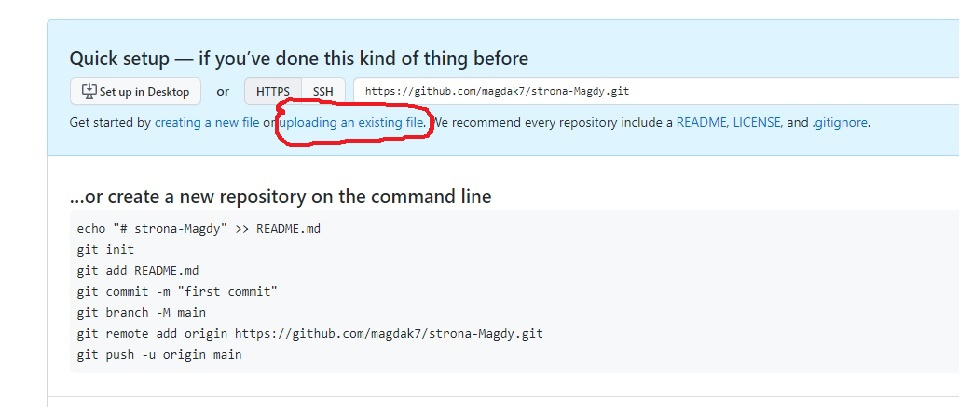 Quick setup — if you've done this kind of thing before
Set up in Desktop or HTTPS SSH https://github.com/magdak7/strona-Magdy.git
Get started by creating a new file or uploading an existing file. We recommend every repository include a README, LICENSE, and .gitignore.
...or create a new repository on the command line
echo "# strona-Magdy" >> README.md
git init
git add README.md
git commit -m "first commit"
git branch -M main
git remote add origin https://github.com/magdak7/strona-Magdy.git
git push -u origin main